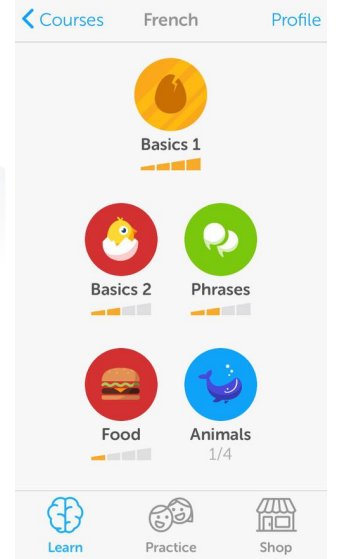 Courses French Profile
Basics 1
Basics 2 Phrases
Food Animals
1/4
Learn Practice Shop